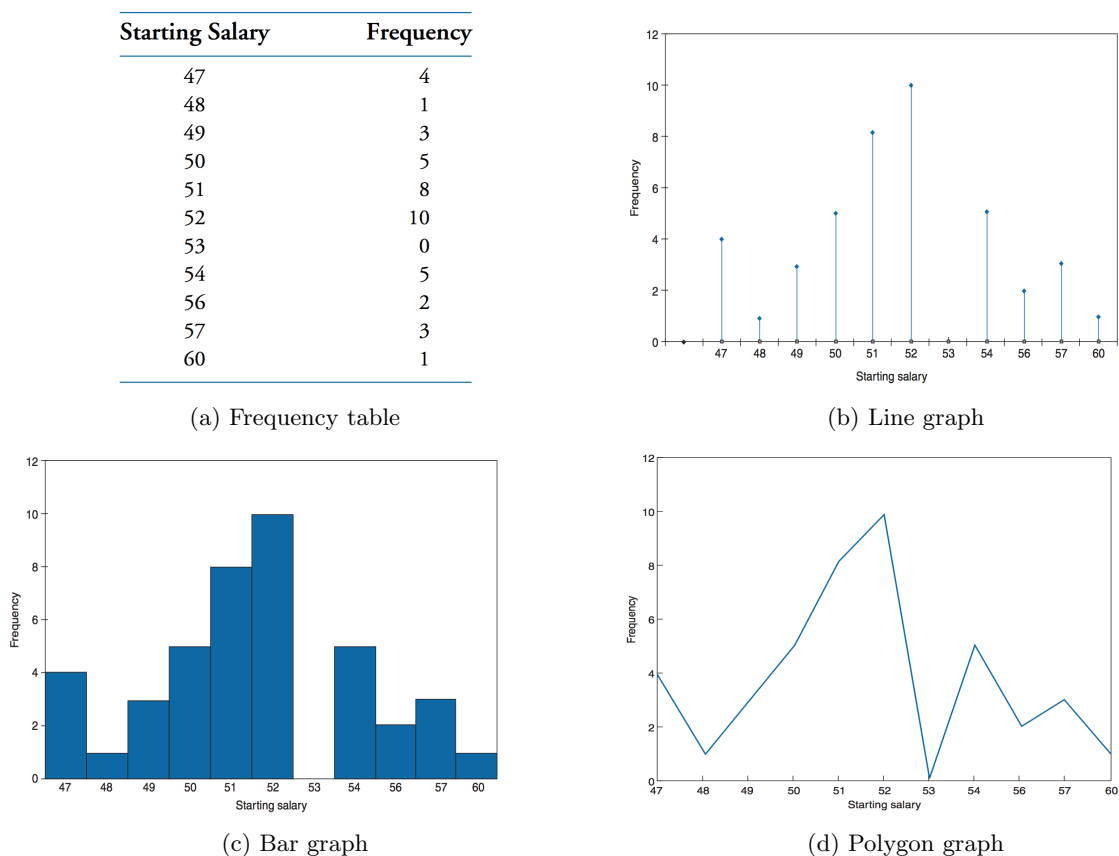 Starting Salary Frequency
47 4
48 1
49 3
50 5
51 8
52 10
53 0
54 5
56 2
57 3
60 1
(a) Frequency table
12
10
8
6
4
2
0
Frequency
47 48 49 50 51 52 53 54 56 57 60
Starting salary
(b) Line graph
12
10
8
6
4
2
0
Frequency
47 48 49 50 51 52 53 54 56 57 60
Starting salary
(c) Bar graph
12
10
8
6
4
2
0
Frequency
47 48 49 50 51 52 53 54 56 57 60
Starting salary
(d) Polygon graph